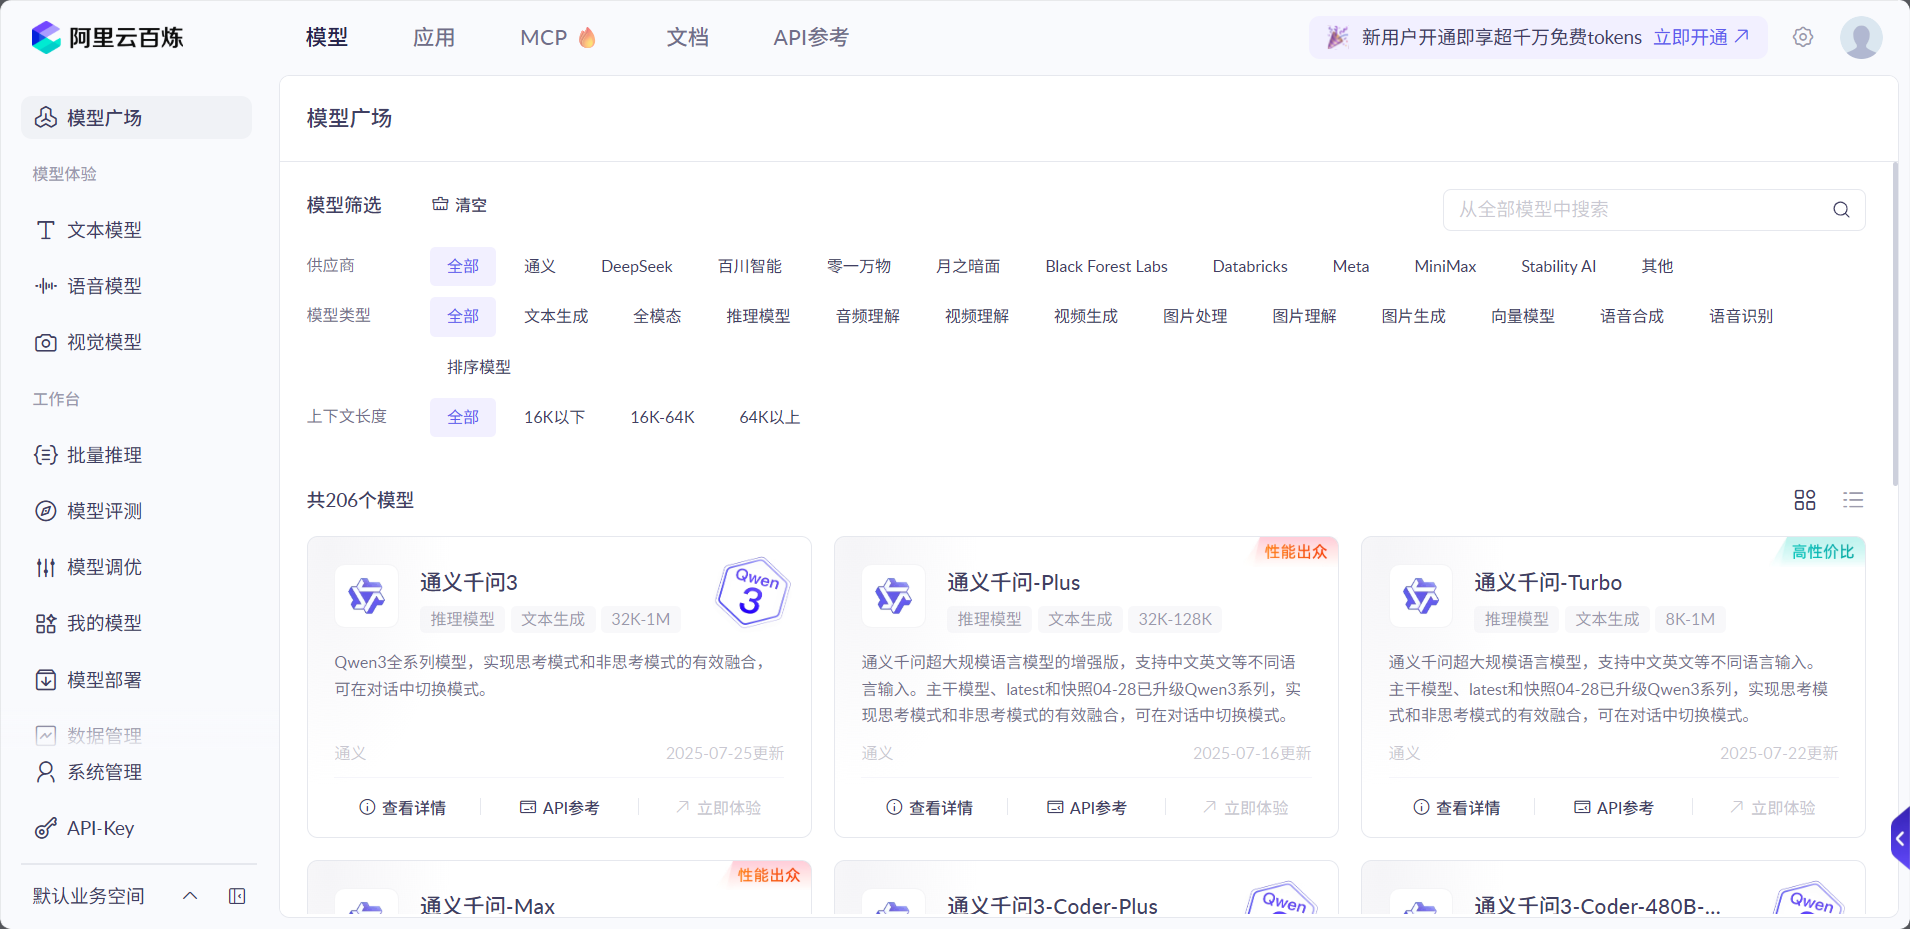 阿里云百炼
模型
应用
MCP
文档
API参考
新用户开通即享超千万免费tokens 立即开通
模型广场
模型体验
文本模型
语音模型
视觉模型
工作台
批量推理
模型评测
模型调优
我的模型
模型部署
数据管理
系统管理
API-Key
默认业务空间
模型广场
模型筛选 清空
从全部模型中搜索
供应商 全部 通义 DeepSeek 百川智能 零一万物 月之暗面 Black Forest Labs Databricks Meta MiniMax Stability AI 其他
模型类型 全部 文本生成 全模态 推理模型 音频理解 视频理解 视频生成 图片处理 图片理解 图片生成 向量模型 语音合成 语音识别
排序模型
上下文长度 全部 16K以下 16K-64K 64K以上
共206个模型
通义千问3
Qwen
3
推理模型 文本生成 32K-1M
Qwen3全系列模型，实现思考模式和非思考模式的有效融合，
可在对话中切换模式。
通义 2025-07-25更新
查看详情 API参考 立即体验
性能出众
通义千问-Plus
推理模型 文本生成 32K-128K
通义千问超大规模语言模型的增强版，支持中文英文等不同语
言输入。主干模型、latest和快照04-28已升级Qwen3系列，实
现思考模式和非思考模式的有效融合，可在对话中切换模式。
通义 2025-07-16更新
查看详情 API参考 立即体验
高性价比
通义千问-Turbo
推理模型 文本生成 8K-1M
通义千问超大规模语言模型，支持中文英文等不同语言输入。
主干模型、latest和快照04-28已升级Qwen3系列，实现思考模
式和非思考模式的有效融合，可在对话中切换模式。
通义 2025-07-22更新
查看详情 API参考 立即体验
性能出众
通义千问-Max
通义千问3-Coder-Plus
Qwen
通义千问3-Coder-480B-...
Qwen